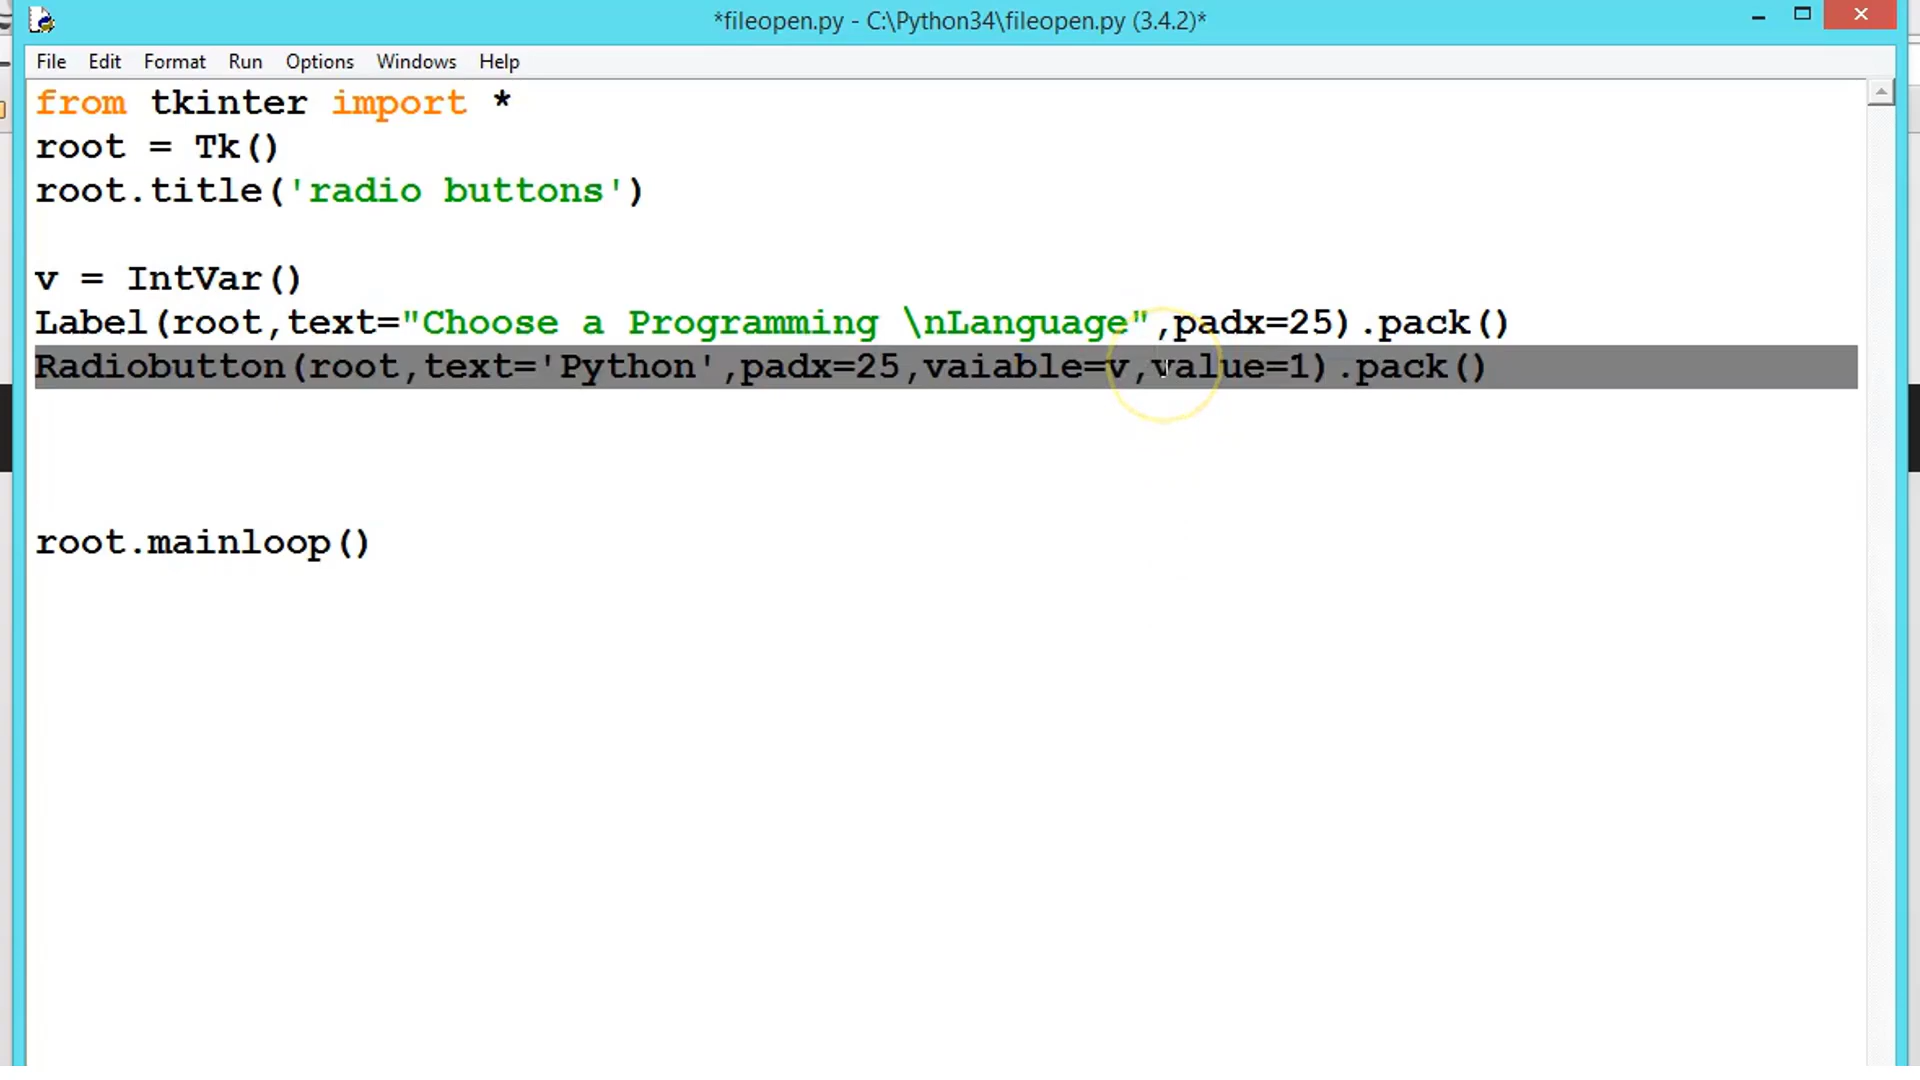 *fileopen.py - C:\Python34\fileopen.py (3.4.2)*
File Edit Format Run Options Windows Help
from tkinter import *
root = Tk()
root.title('radio buttons')
v = IntVar()
Label(root,text="Choose a Programming \nLanguage",padx=25).pack()
Radiobutton(root,text='Python',padx=25,vaiable=v,value=1).pack()
root.mainloop()